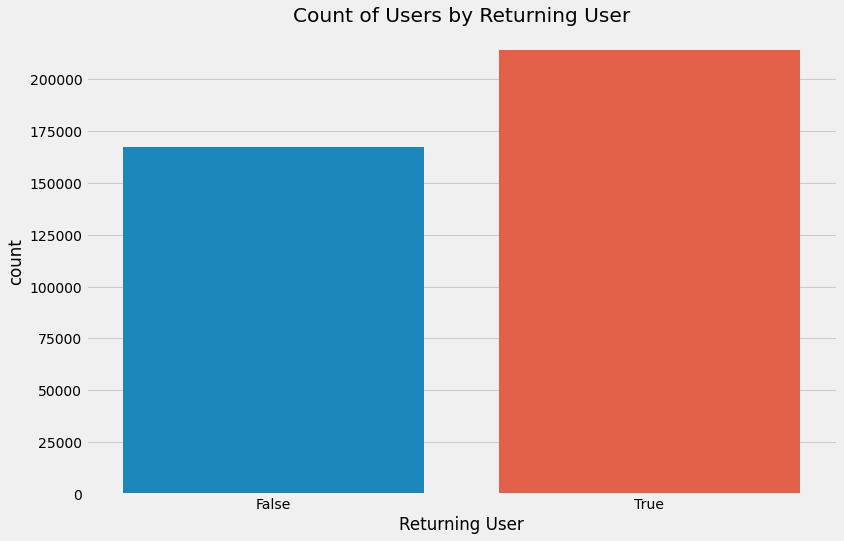 Count of Users by Returning User
200000
175000
150000
125000
100000
75000
50000
25000
0
count
False True
Returning User